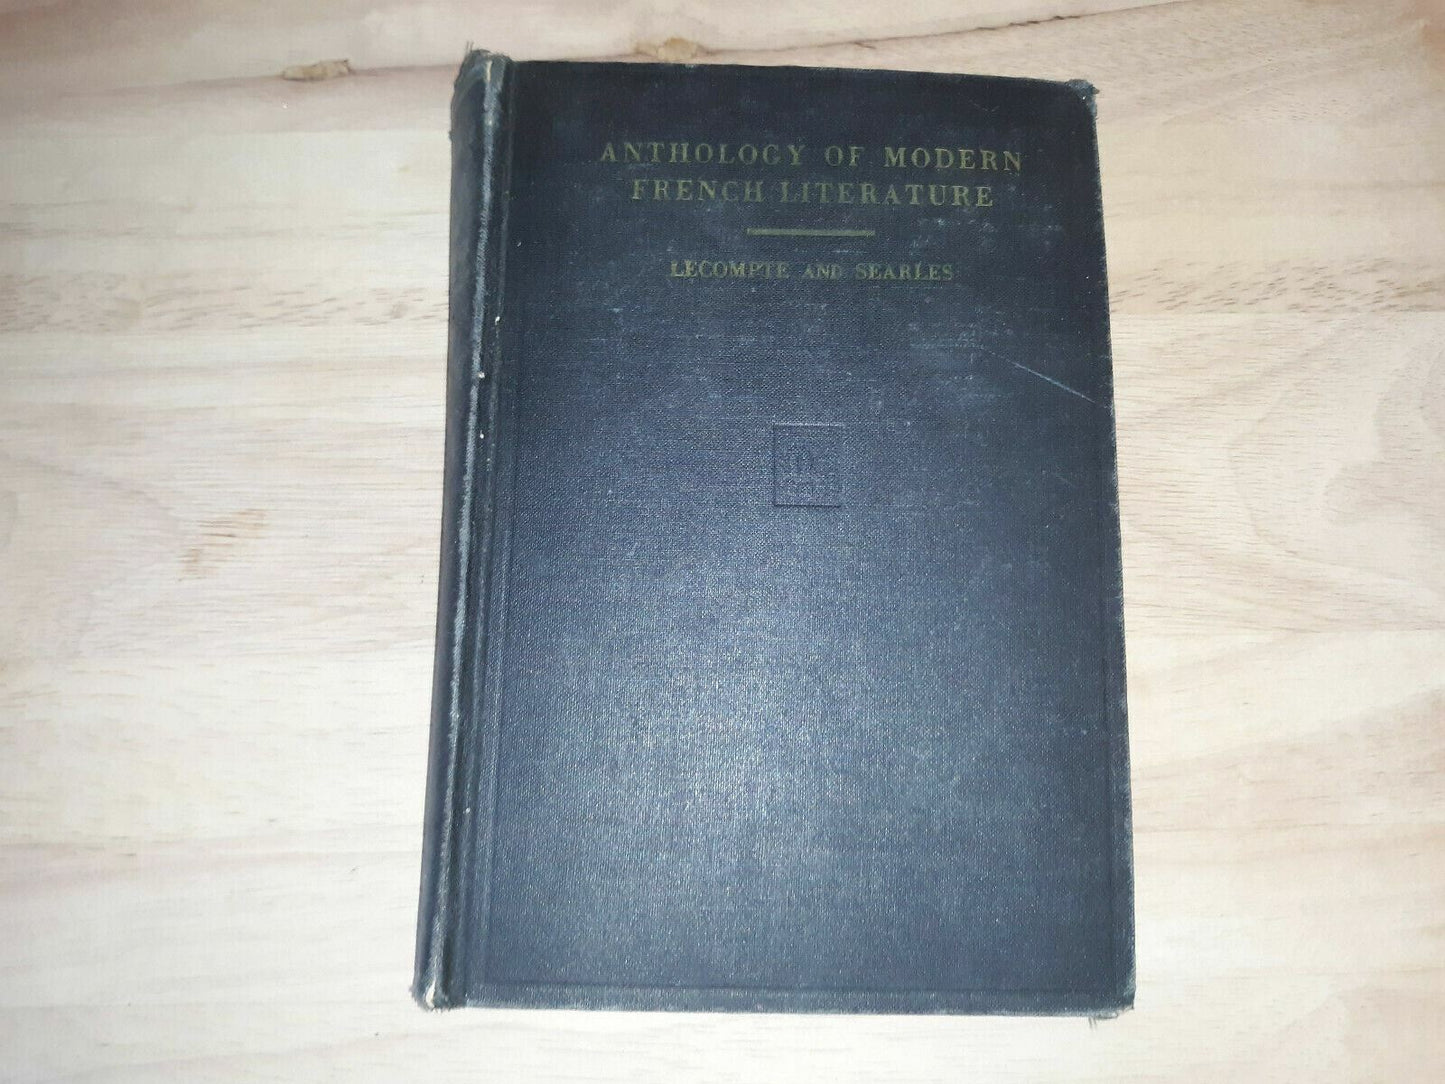 ANTHOLOGY OF MODERN
FRENCH LITERATURE
LECOMPTE AND SEARLES